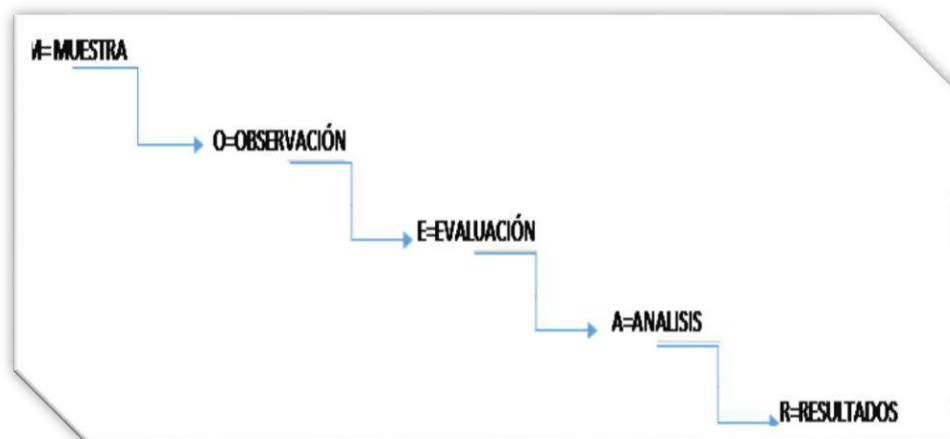 M=MUESTRA
O=OBSERVACIÓN
E=EVALUACIÓN
A=ANALISIS
R=RESULTADOS